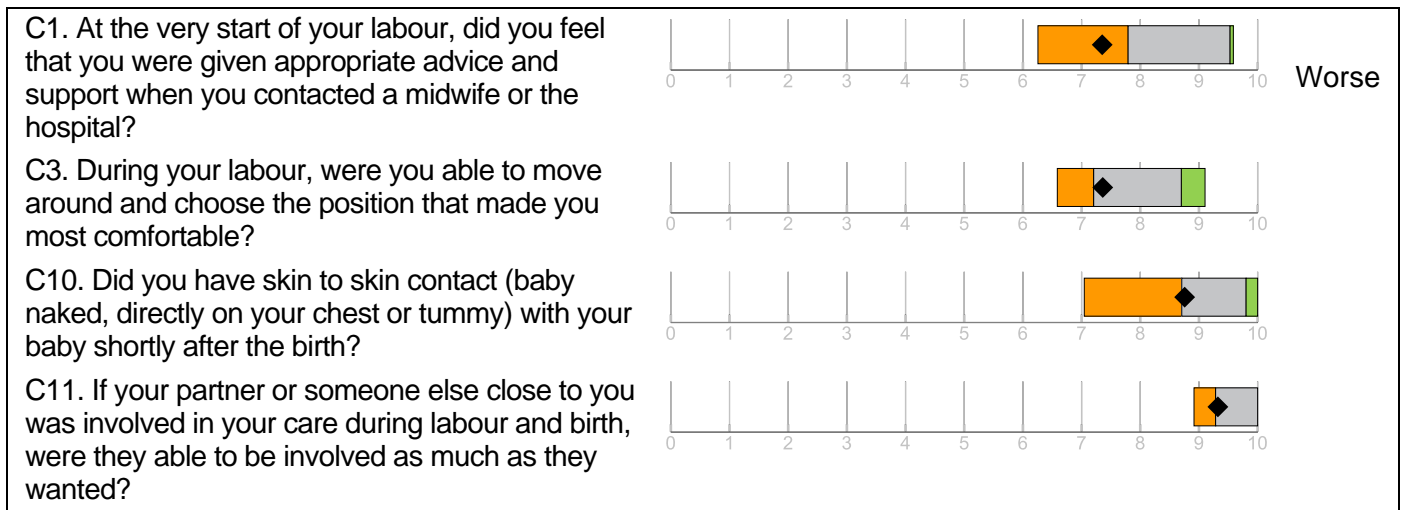 C1. At the very start of your labour, did you feel
that you were given appropriate advice and
support when you contacted a midwife or the
hospital?
0 1 2 3 4 5 6 7 8 9 10
Worse
C3. During your labour, were you able to move
around and choose the position that made you
most comfortable?
0 1 2 3 4 5 6 7 8 9 10
C10. Did you have skin to skin contact (baby
naked, directly on your chest or tummy) with your
baby shortly after the birth?
0 1 2 3 4 5 6 7 8 9 10
C11. If your partner or someone else close to you
was involved in your care during labour and birth,
were they able to be involved as much as they
wanted?
0 1 2 3 4 5 6 7 8 9 10